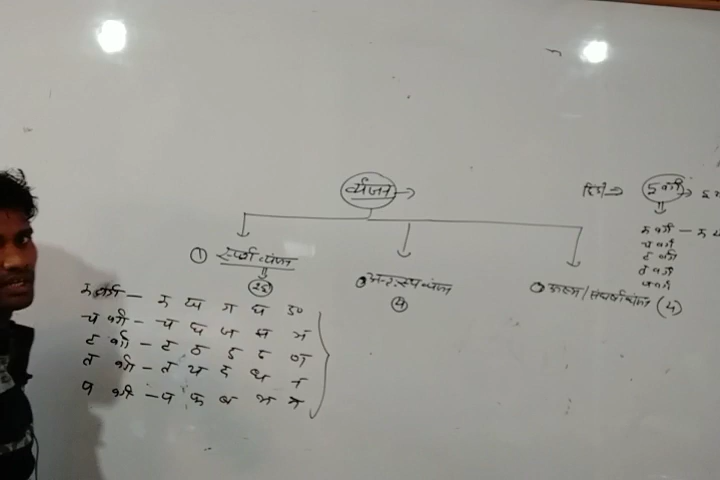 व्यंजन →
① स्पर्श व्यंजन
25
क वर्ग — क ख ग घ ङ
च वर्ग — च छ ज झ ञ
ट वर्ग — ट ठ ड ढ ण
त वर्ग — त थ द ध न
प वर्ग — प फ ब भ म
अन्तःस्थ व्यंजन
④
ऊष्म / संघर्षी व्यंजन (4)
वर्ग →
क वर्ग —
च वर्ग
ट वर्ग
त वर्ग
प वर्ग